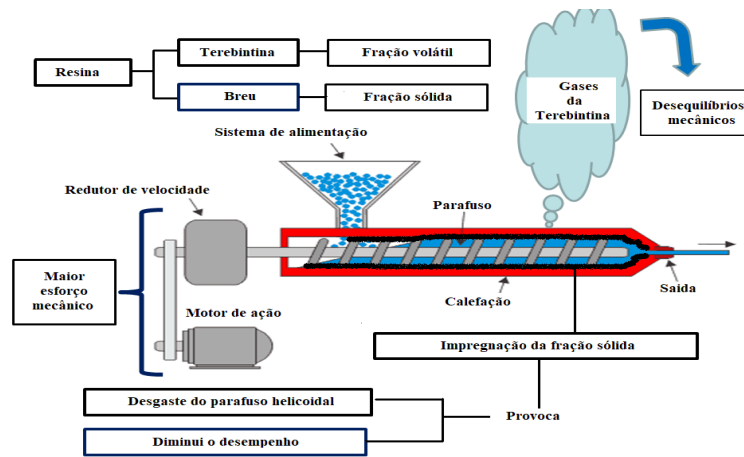 Terebintina
Fração volátil
Resina
Breu
Fração sólida
Gases
da
Terebintina
Desequilíbrios
mecânicos
Sistema de alimentação
Redutor de velocidade
Parafuso
Maior
esforço
mecânico
Motor de ação
Calefação
Saída
Impregnação da fração sólida
Desgaste do parafuso helicoidal
Provoca
Diminui o desempenho